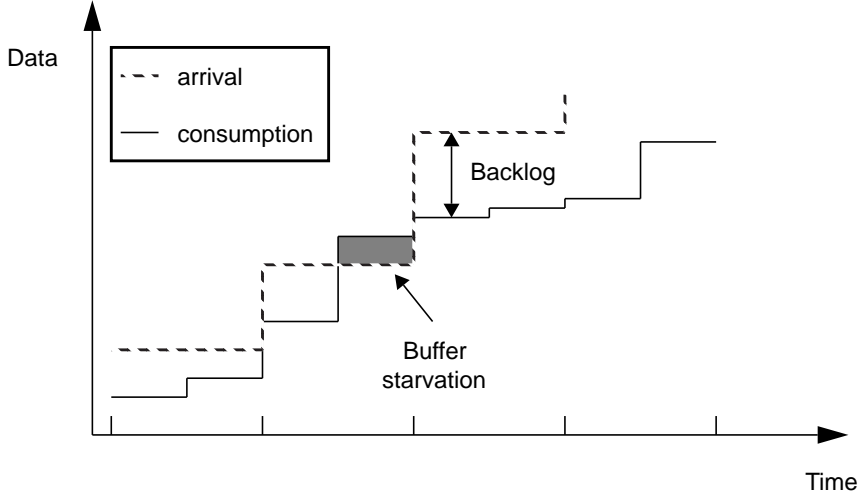 Data
arrival
consumption
Backlog
Buffer
starvation
Time